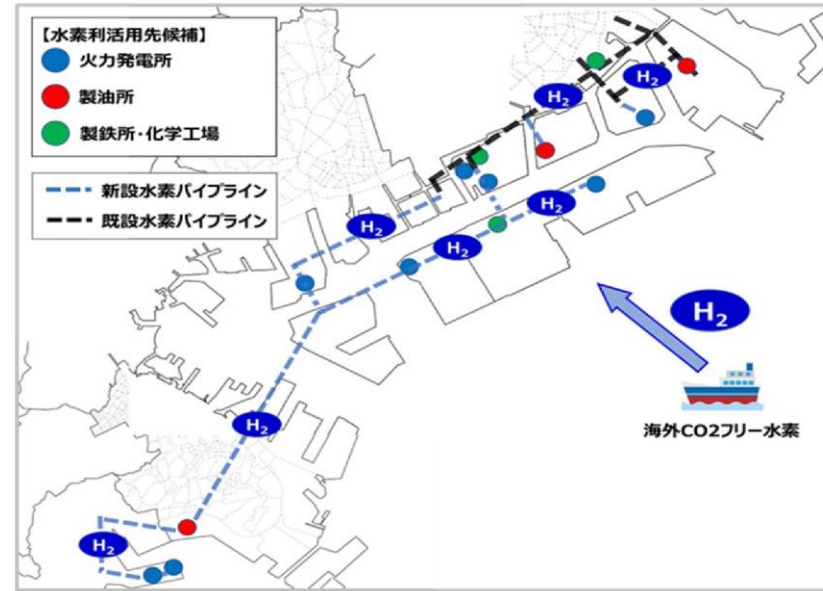 【水素利活用先候補】
火力発電所
製油所
製鉄所・化学工場
新設水素パイプライン
既設水素パイプライン
H₂
H₂
H₂
H₂
H₂
H₂
H₂
H₂
海外CO2フリー水素